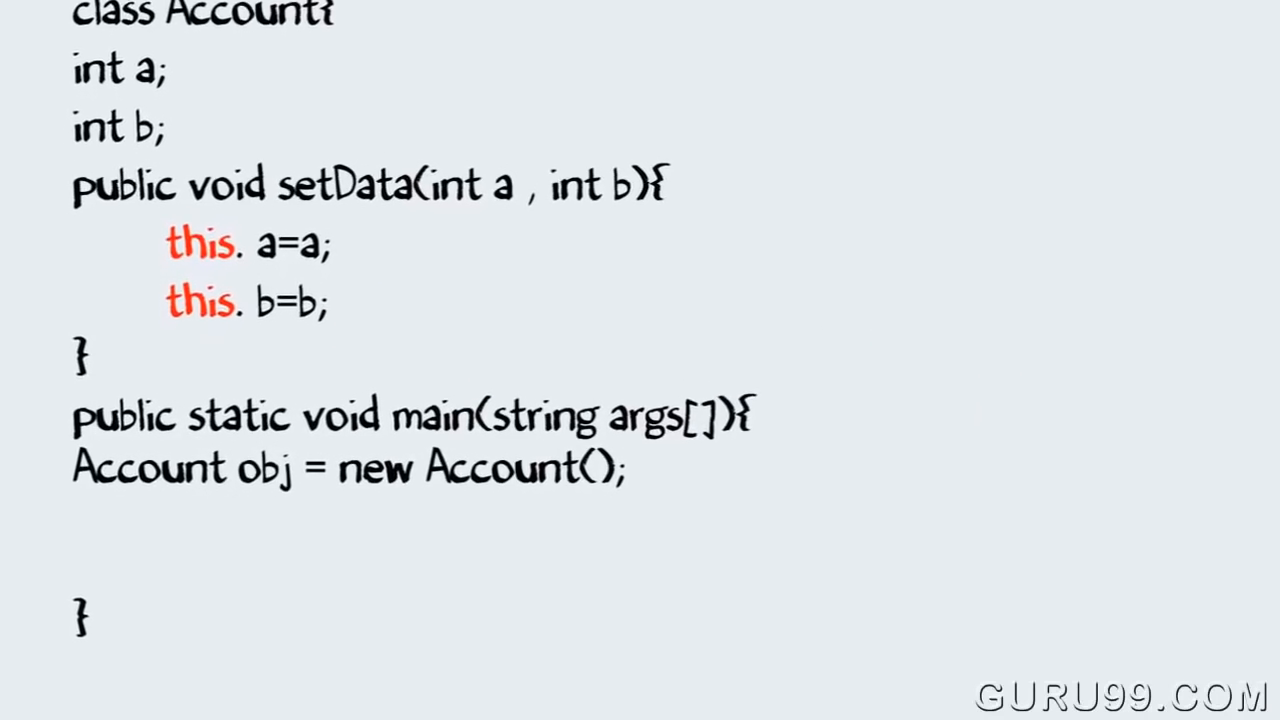 class Account{
int a;
int b;
public void setData(int a , int b){
this. a=a;
this. b=b;
}
public static void main(string args[]){
Account obj = new Account();
}
GURU99.COM